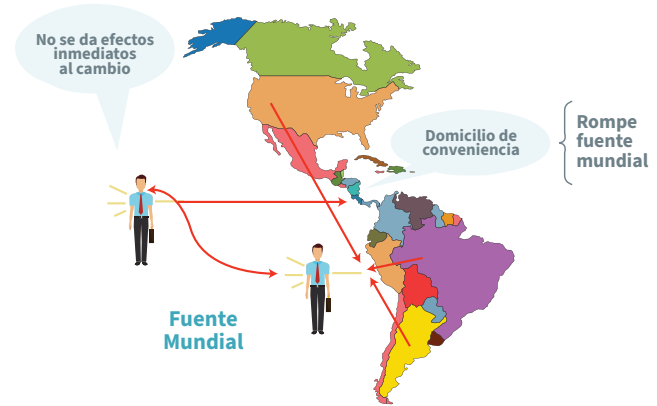 No se da efectos
inmediatos
al cambio
Domicilio de
conveniencia
Rompe
fuente
mundial
Fuente
Mundial